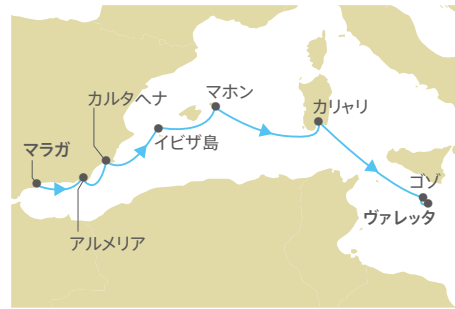 マホン
カルタヘナ
カリャリ
イビザ島
マラガ
ゴゾ
ヴァレッタ
アルメリア